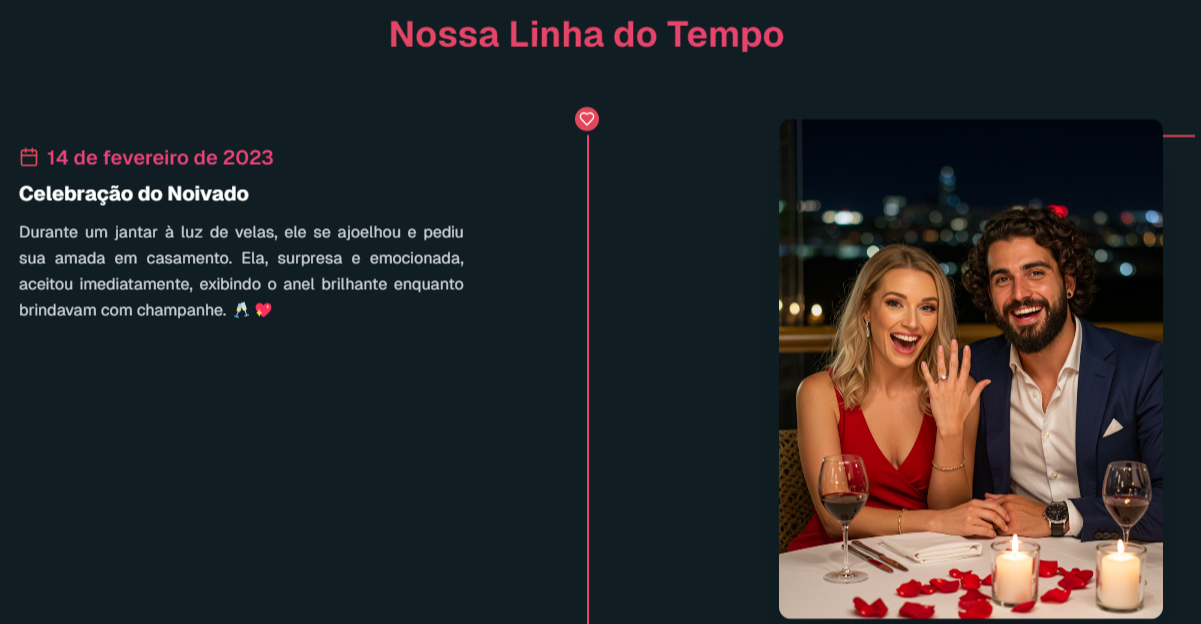 Nossa Linha do Tempo
14 de fevereiro de 2023
Celebração do Noivado
Durante um jantar à luz de velas, ele se ajoelhou e pediu
sua amada em casamento. Ela, surpresa e emocionada,
aceitou imediatamente, exibindo o anel brilhante enquanto
brindavam com champanhe. 🥂 💖